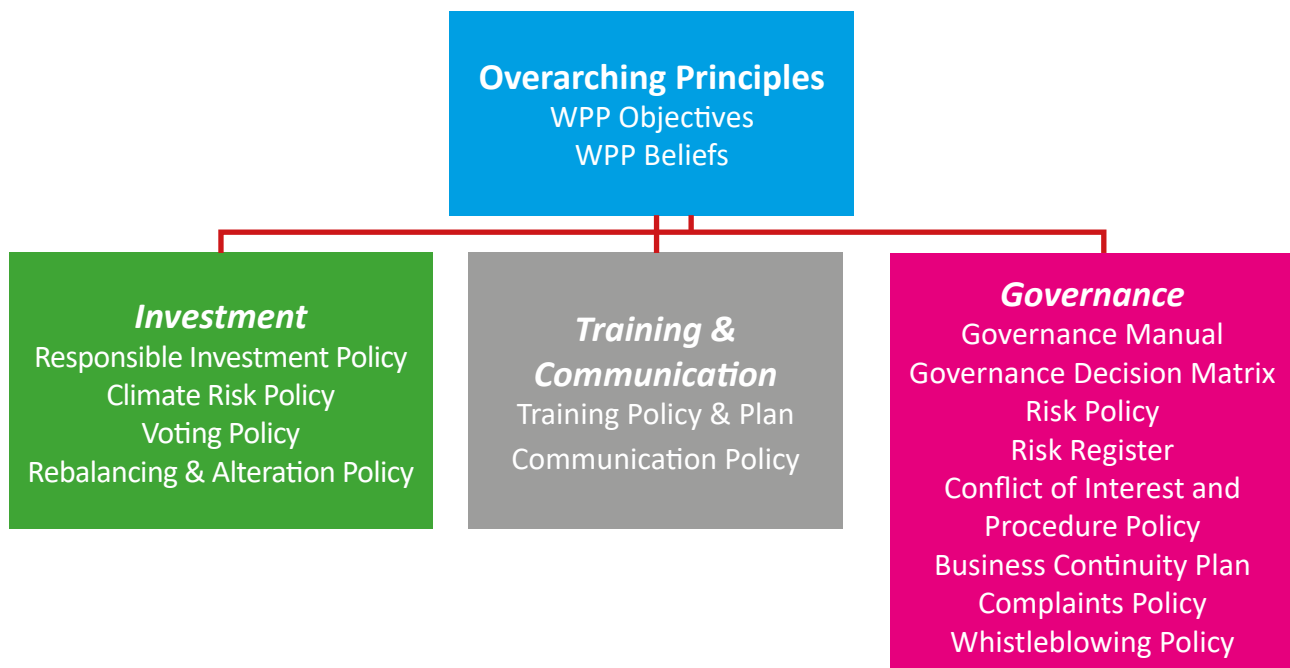 Overarching Principles
WPP Objectives
WPP Beliefs
Investment
Responsible Investment Policy
Climate Risk Policy
Voting Policy
Rebalancing & Alteration Policy
Training &
Communication
Training Policy & Plan
Communication Policy
Governance
Governance Manual
Governance Decision Matrix
Risk Policy
Risk Register
Conflict of Interest and
Procedure Policy
Business Continuity Plan
Complaints Policy
Whistleblowing Policy